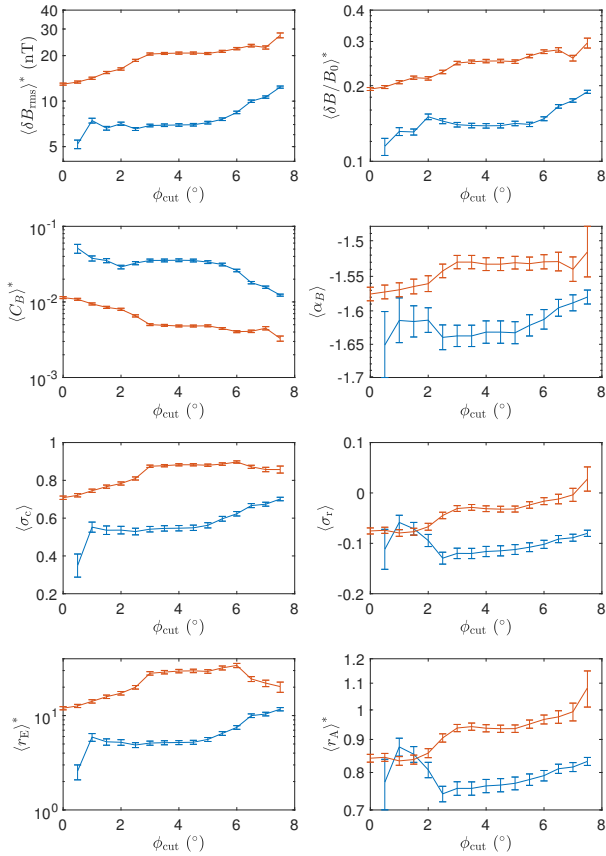 40 30 20 10 5
⟨δB_rms⟩* (nT)
0 2 4 6 8
ϕ_cut (°)
0.4 0.3 0.2 0.1
⟨δB/B_0⟩*
0 2 4 6 8
ϕ_cut (°)
10^-1 10^-2 10^-3
⟨C_B⟩*
0 2 4 6 8
ϕ_cut (°)
-1.5 -1.55 -1.6 -1.65 -1.7
⟨α_B⟩
0 2 4 6 8
ϕ_cut (°)
1 0.8 0.6 0.4 0.2
⟨σ_c⟩
0 2 4 6 8
ϕ_cut (°)
0.1 0 -0.1 -0.2
⟨σ_r⟩
0 2 4 6 8
ϕ_cut (°)
10^1 10^0
⟨r_E⟩*
0 2 4 6 8
ϕ_cut (°)
1.2 1.1 1 0.9 0.8 0.7
⟨r_A⟩*
0 2 4 6 8
ϕ_cut (°)